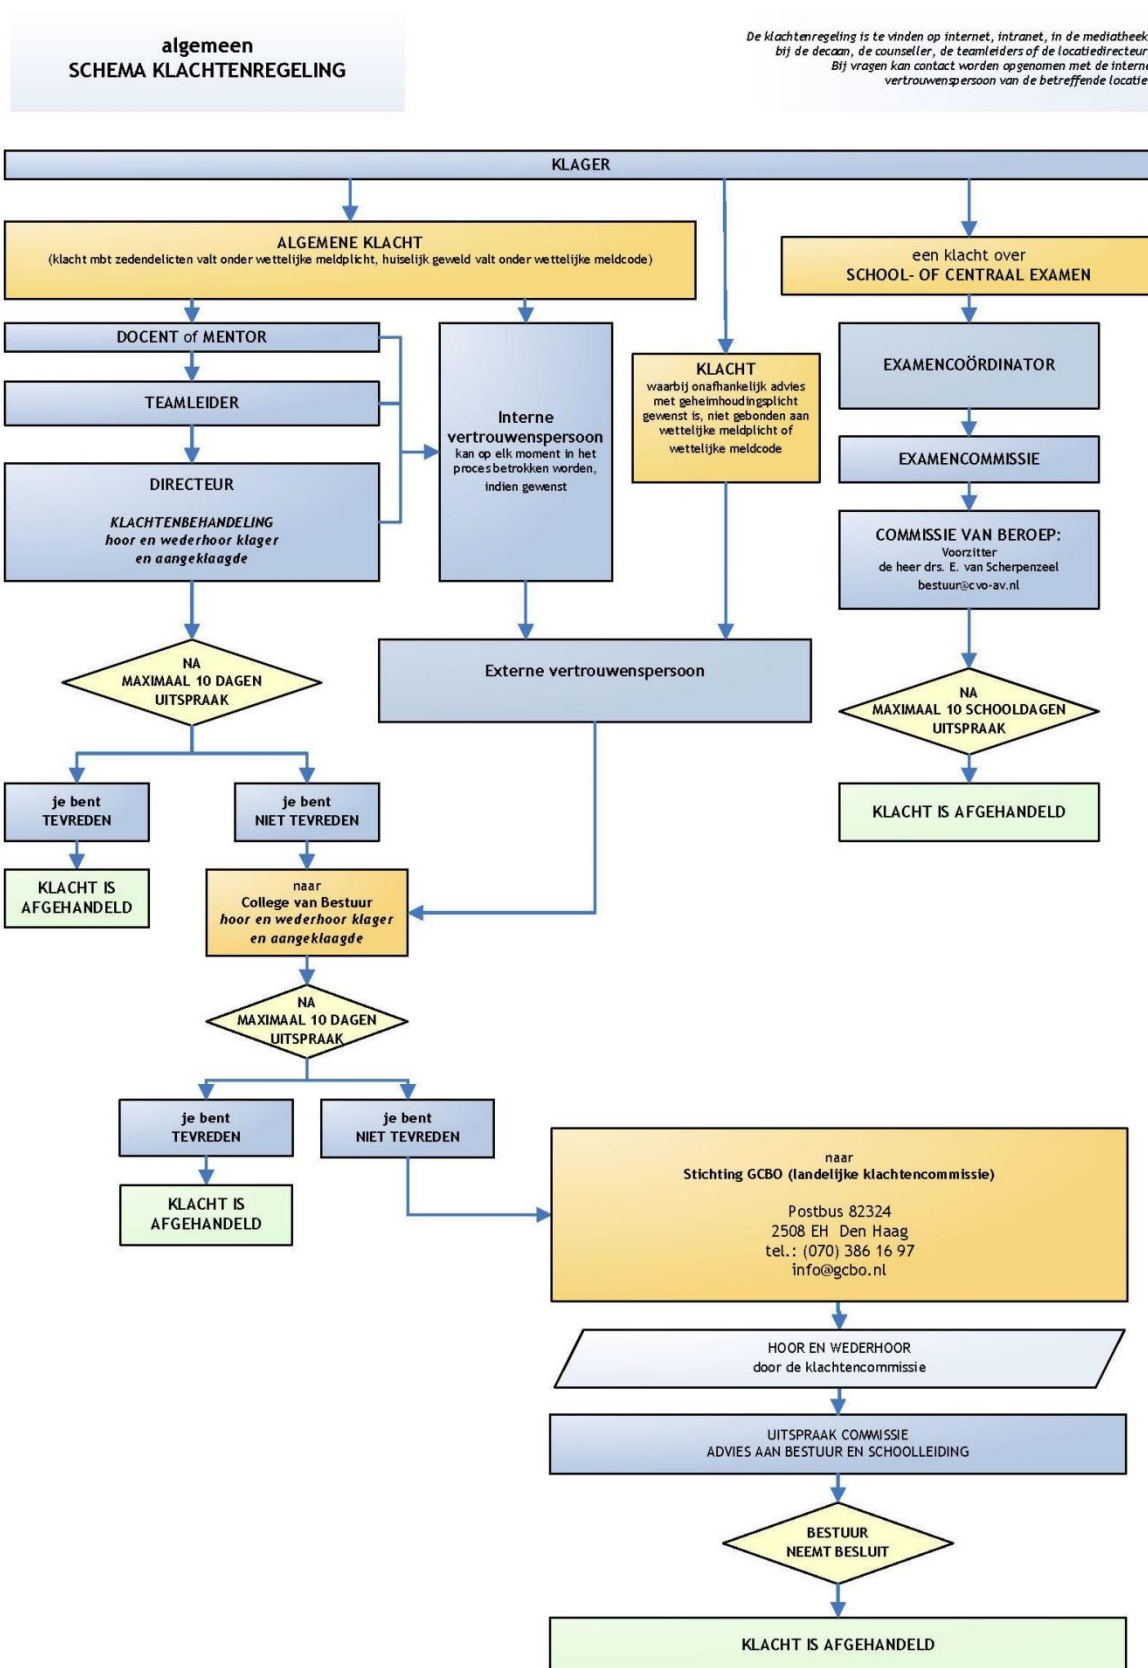 algemeen
SCHEMA KLACHTENREGELING
De klachtenregeling is te vinden op internet, intranet, in de mediatheek
bij de decaan, de counseller, de teamleiders of de locatiedirecteur
Bij vragen kan contact worden opgenomen met de interne
vertrouwenspersoon van de betreffende locatie
KLAGER
ALGEMENE KLACHT
(klacht mbt zedendelicten valt onder wettelijke meldplicht, huiselijk geweld valt onder wettelijke meldcode)
een klacht over
SCHOOL- OF CENTRAAL EXAMEN
DOCENT of MENTOR
TEAMLEIDER
DIRECTEUR
KLACHTENBEHANDELING
hoor en wederhoor klager
en aangeklaagde
Interne
vertrouwenspersoon
kan op elk moment in het
proces betrokken worden,
indien gewenst
KLACHT
waarbij onafhankelijk advies
met geheimhoudingsplicht
gewenst is, niet gebonden aan
wettelijke meldplicht of
wettelijke meldcode
EXAMENCOÖRDINATOR
EXAMENCOMMISSIE
COMMISSIE VAN BEROEP:
Voorzitter
de heer drs. E. van Scherpenzeel
bestuur@cvo-av.nl
NA
MAXIMAAL 10 DAGEN
UITSPRAAK
Externe vertrouwenspersoon
NA
MAXIMAAL 10 SCHOOLDAGEN
UITSPRAAK
je bent
TEVREDEN
je bent
NIET TEVREDEN
KLACHT IS AFGEHANDELD
KLACHT IS
AFGEHANDELD
naar
College van Bestuur
hoor en wederhoor klager
en aangeklaagde
NA
MAXIMAAL 10 DAGEN
UITSPRAAK
je bent
TEVREDEN
je bent
NIET TEVREDEN
KLACHT IS
AFGEHANDELD
naar
Stichting GCBO (landelijke klachtencommissie)
Postbus 82324
2508 EH Den Haag
tel.: (070) 386 16 97
info@gcbo.nl
HOOR EN WEDERHOOR
door de klachtencommissie
UITSPRAAK COMMISSIE
ADVIES AAN BESTUUR EN SCHOOLLEIDING
BESTUUR
NEEMT BESLUIT
KLACHT IS AFGEHANDELD